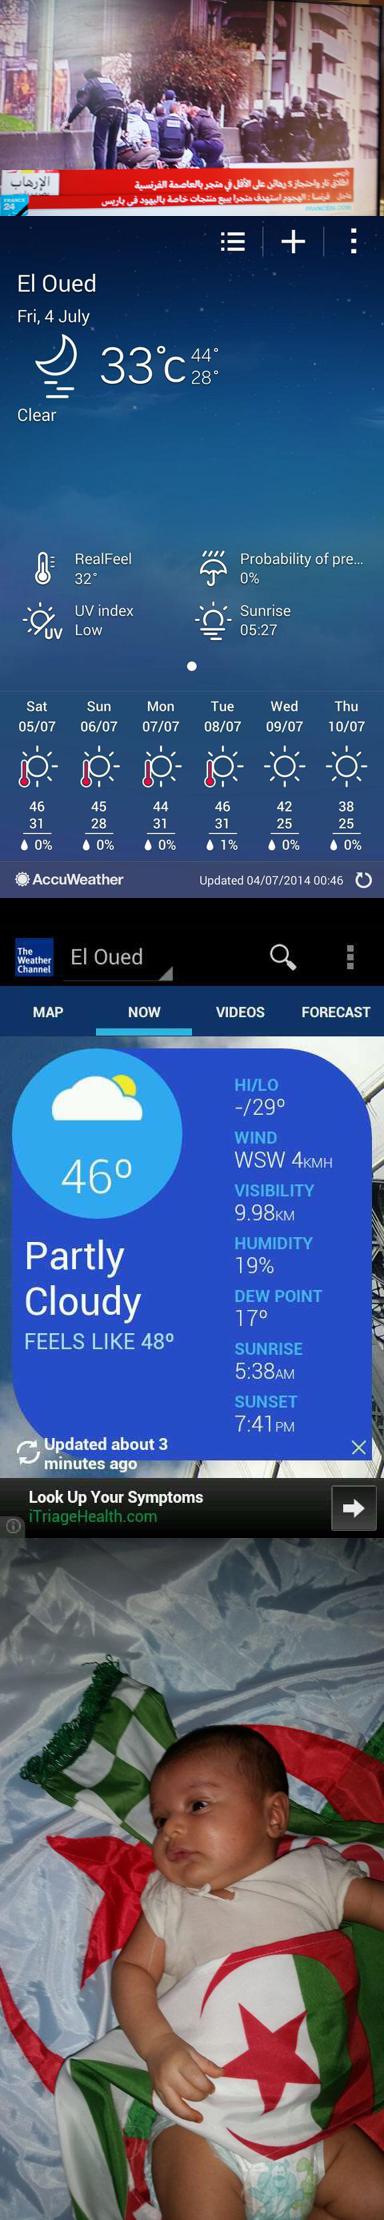 الإرهاب
باريس
اطلاق نار واحتجاز 5 رهائن على الأقل في متجر بالعاصمة الفرنسية
عاجل فرنسا : الهجوم استهدف متجرا يبيع منتجات خاصة باليهود في باريس
FRANCE
24
FRANCE24.COM
El Oued
Fri, 4 July
33°C 44°
28°
Clear
RealFeel
32°
Probability of pre...
0%
UV index
Low
UV
Sunrise
05:27
Sat Sun Mon Tue Wed Thu
05/07 06/07 07/07 08/07 09/07 10/07
46 45 44 46 42 38
31 28 31 31 25 25
0% 0% 0% 1% 0% 0%
AccuWeather Updated 04/07/2014 00:46
The
Weather
Channel
El Oued
MAP NOW VIDEOS FORECAST
46º
Partly
Cloudy
FEELS LIKE 48º
HI/LO
-/29º
WIND
WSW 4KMH
VISIBILITY
9.98KM
HUMIDITY
19%
DEW POINT
17º
SUNRISE
5:38AM
SUNSET
7:41PM
Updated about 3
minutes ago
Look Up Your Symptoms
iTriageHealth.com